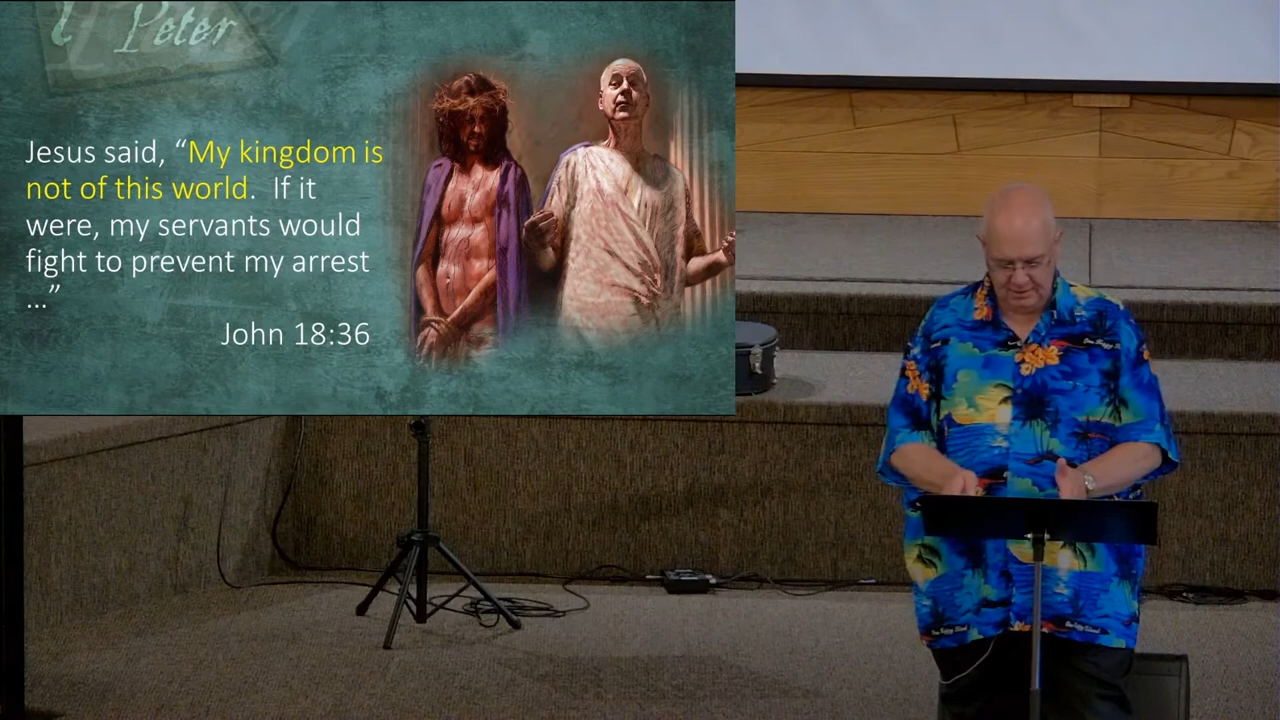 1 Peter
Jesus said, “My kingdom is
not of this world.  If it
were, my servants would
fight to prevent my arrest
…”
John 18:36